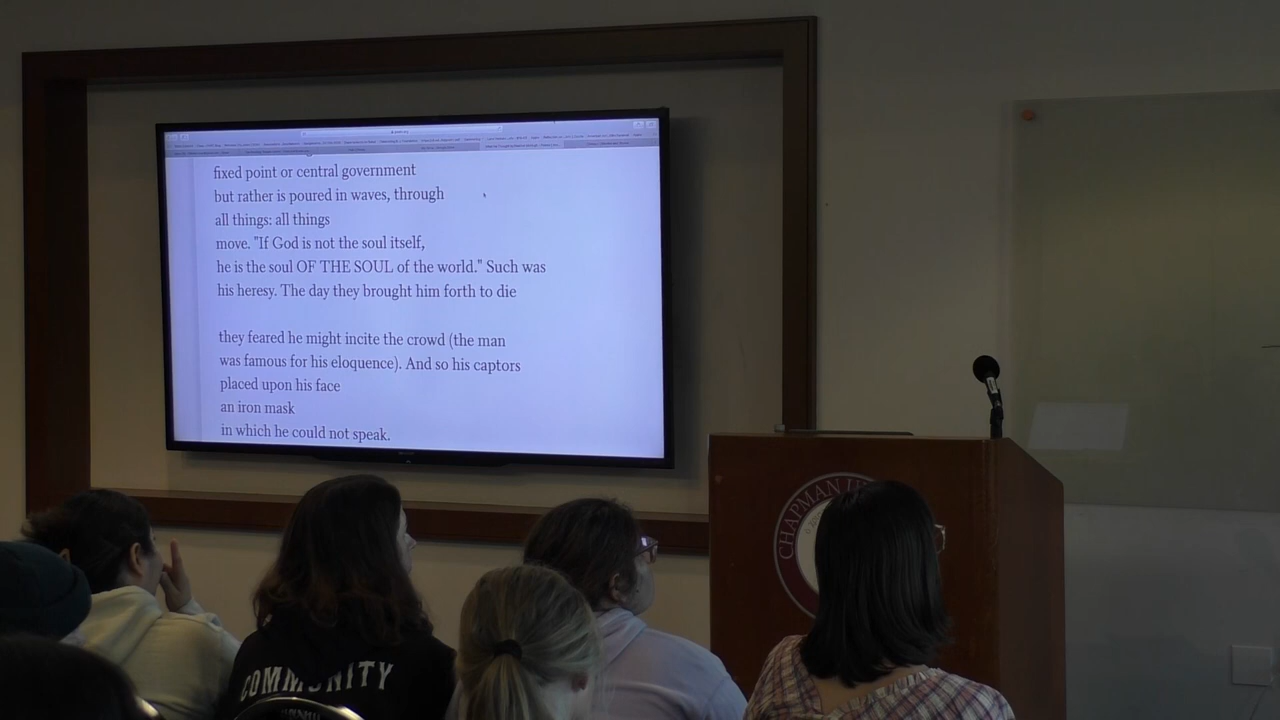 fixed point or central government
but rather is poured in waves, through
all things: all things
move. "If God is not the soul itself,
he is the soul OF THE SOUL of the world." Such was
his heresy. The day they brought him forth to die
they feared he might incite the crowd (the man
was famous for his eloquence). And so his captors
placed upon his face
an iron mask
in which he could not speak.
CHAPMAN
COMMUNITY